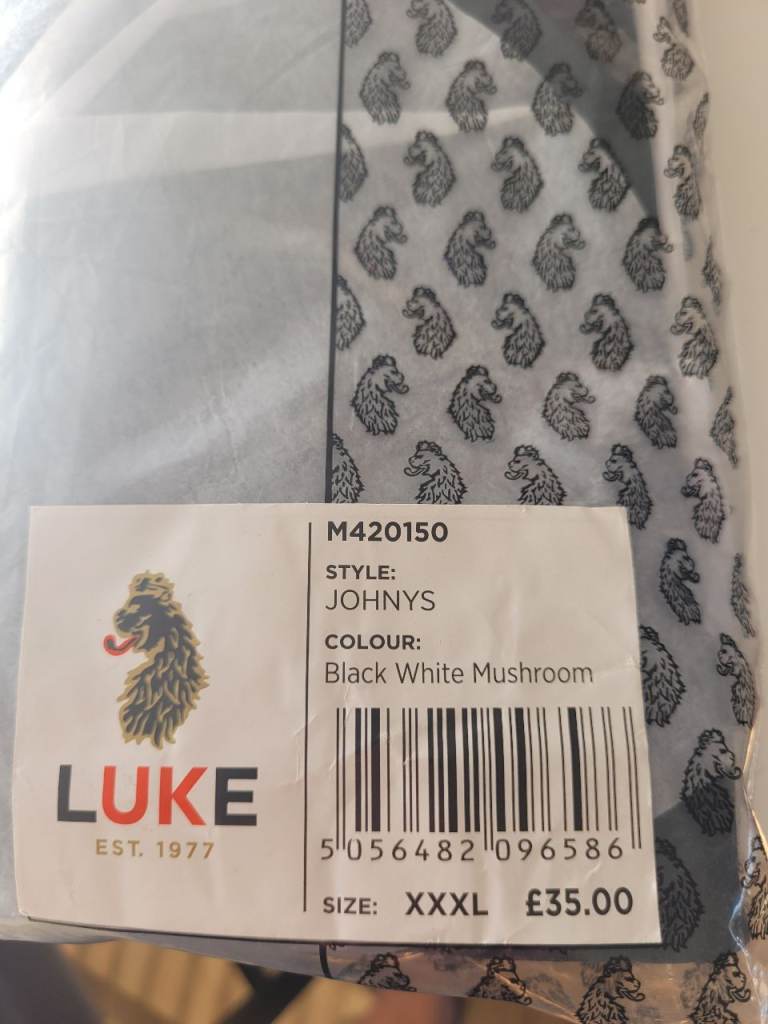 LUKE
EST. 1977
M420150
STYLE:
JOHNYS
COLOUR:
Black White Mushroom
5 056482 096586
SIZE: XXXL £35.00